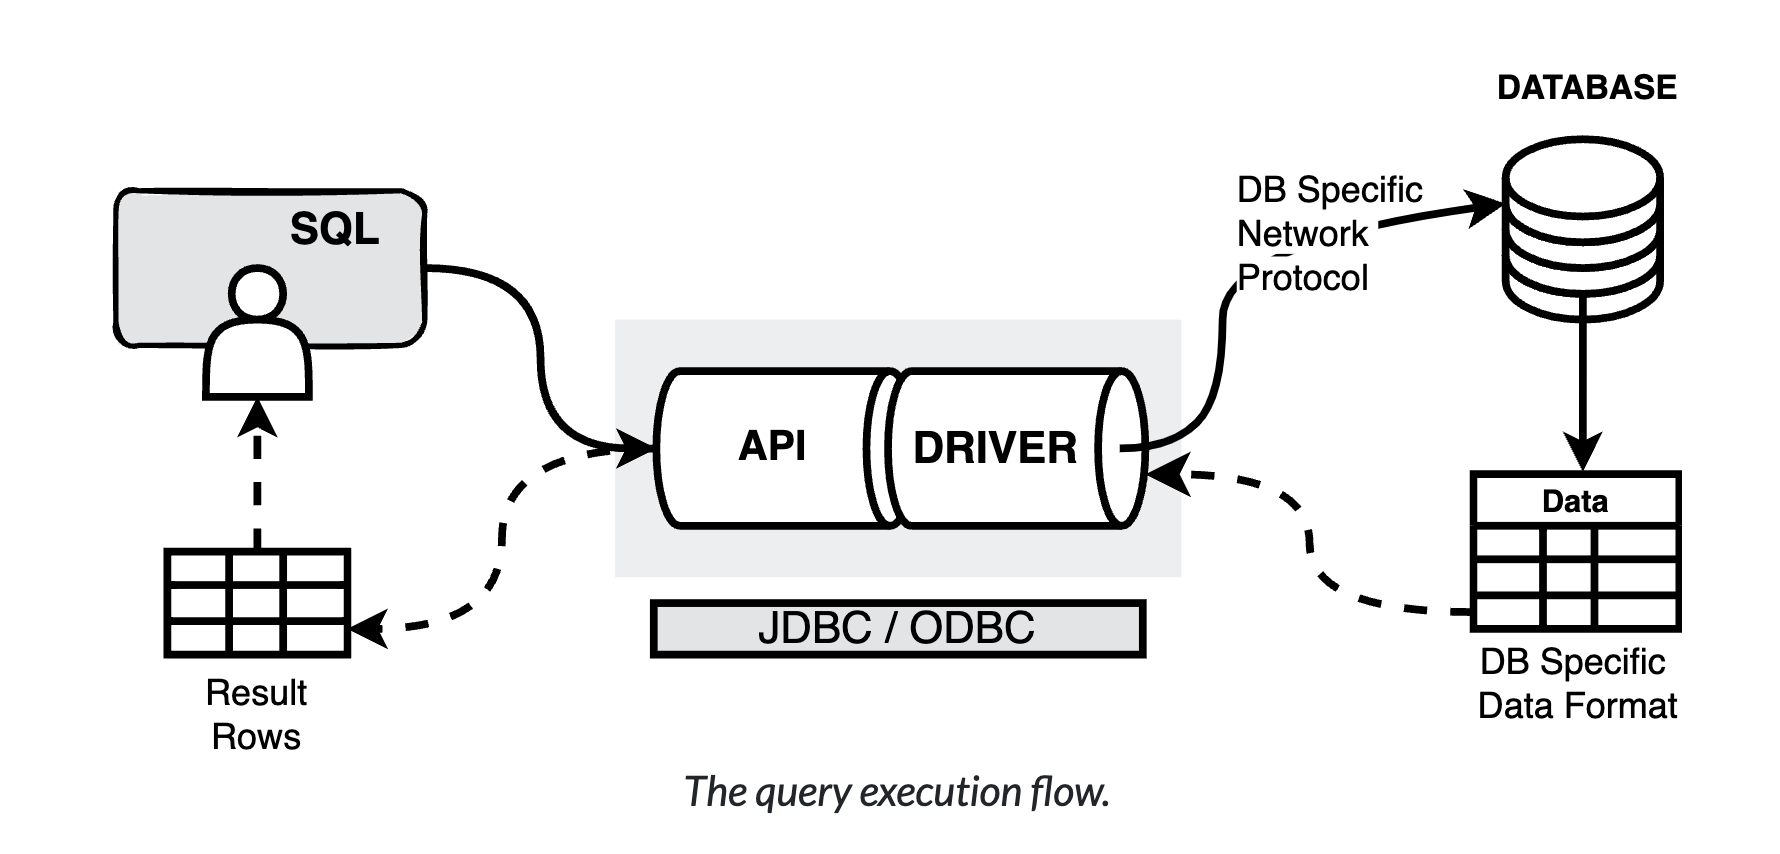 DATABASE
SQL
DB Specific
Network
Protocol
API
DRIVER
Data
JDBC / ODBC
DB Specific
Data Format
Result
Rows
The query execution flow.